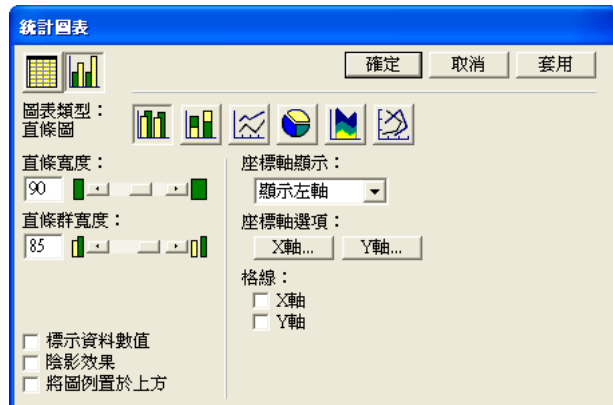 統計圖表
確定 取消 套用
圖表類型：
直條圖
直條寬度：
90
直條群寬度：
85
標示資料數值
陰影效果
將圖例置於上方
座標軸顯示：
顯示左軸
座標軸選項：
X軸... Y軸...
格線：
X軸
Y軸